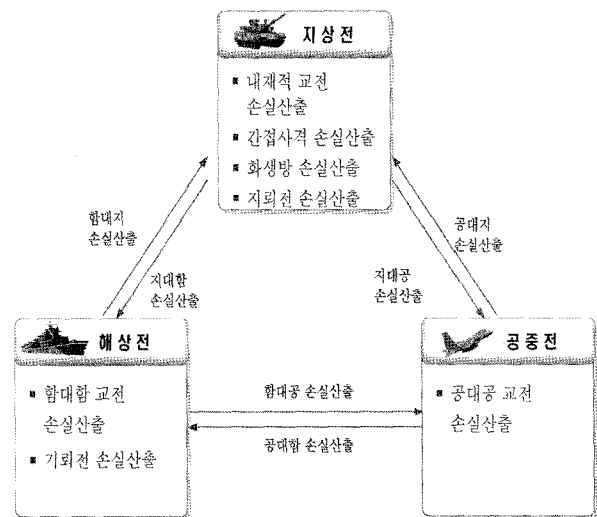 지상전
▪ 내재적 교전
손실산출
▪ 간접사격 손실산출
▪ 화생방 손실산출
▪ 지뢰전 손실산출
함대지
손실산출
지대함
손실산출
공대지
손실산출
지대공
손실산출
해상전
▪ 함대함 교전
손실산출
▪ 기뢰전 손실산출
함대공 손실산출
공대함 손실산출
공중전
▪ 공대공 교전
손실산출